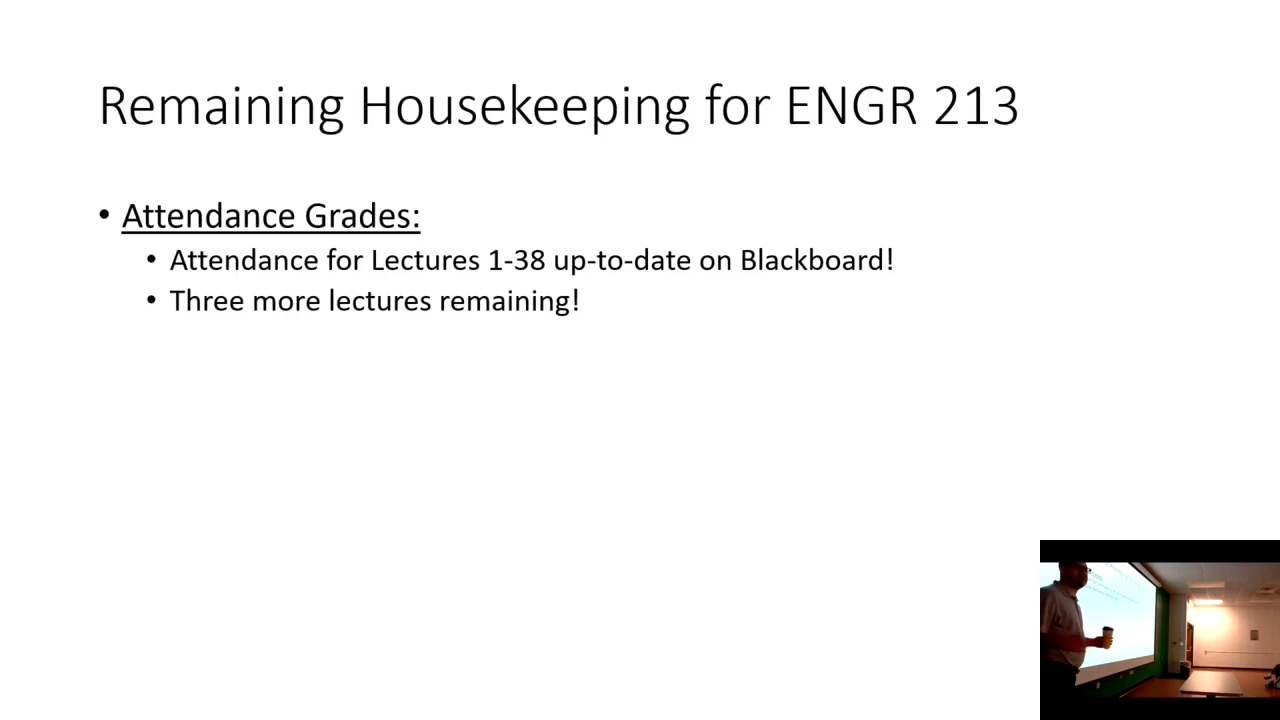 Remaining Housekeeping for ENGR 213
• Attendance Grades:
• Attendance for Lectures 1-38 up-to-date on Blackboard!
• Three more lectures remaining!